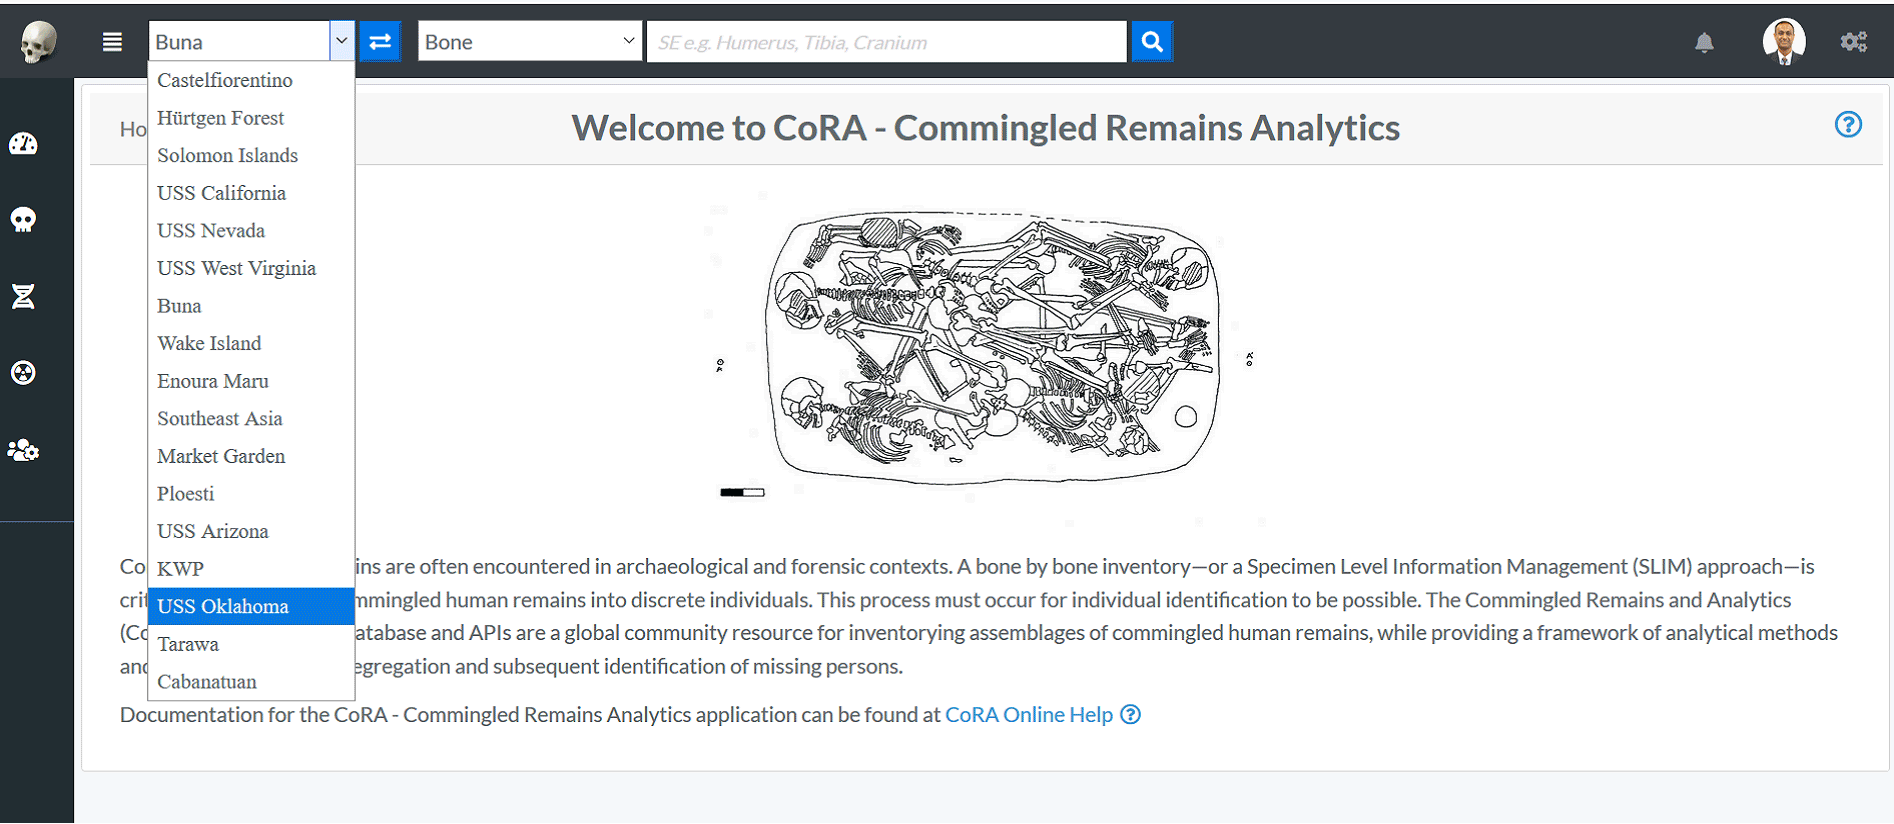 Buna
Bone
SE e.g. Humerus, Tibia, Cranium
Castelfiorentino
Hürtgen Forest
Solomon Islands
USS California
USS Nevada
USS West Virginia
Buna
Wake Island
Enoura Maru
Southeast Asia
Market Garden
Ploesti
USS Arizona
KWP
USS Oklahoma
Tarawa
Cabanatuan
Ho
Welcome to CoRA - Commingled Remains Analytics
Co ins are often encountered in archaeological and forensic contexts. A bone by bone inventory—or a Specimen Level Information Management (SLIM) approach—is
crit mmingled human remains into discrete individuals. This process must occur for individual identification to be possible. The Commingled Remains and Analytics
(Co atabase and APIs are a global community resource for inventorying assemblages of commingled human remains, while providing a framework of analytical methods
and egregation and subsequent identification of missing persons.
Documentation for the CoRA - Commingled Remains Analytics application can be found at CoRA Online Help